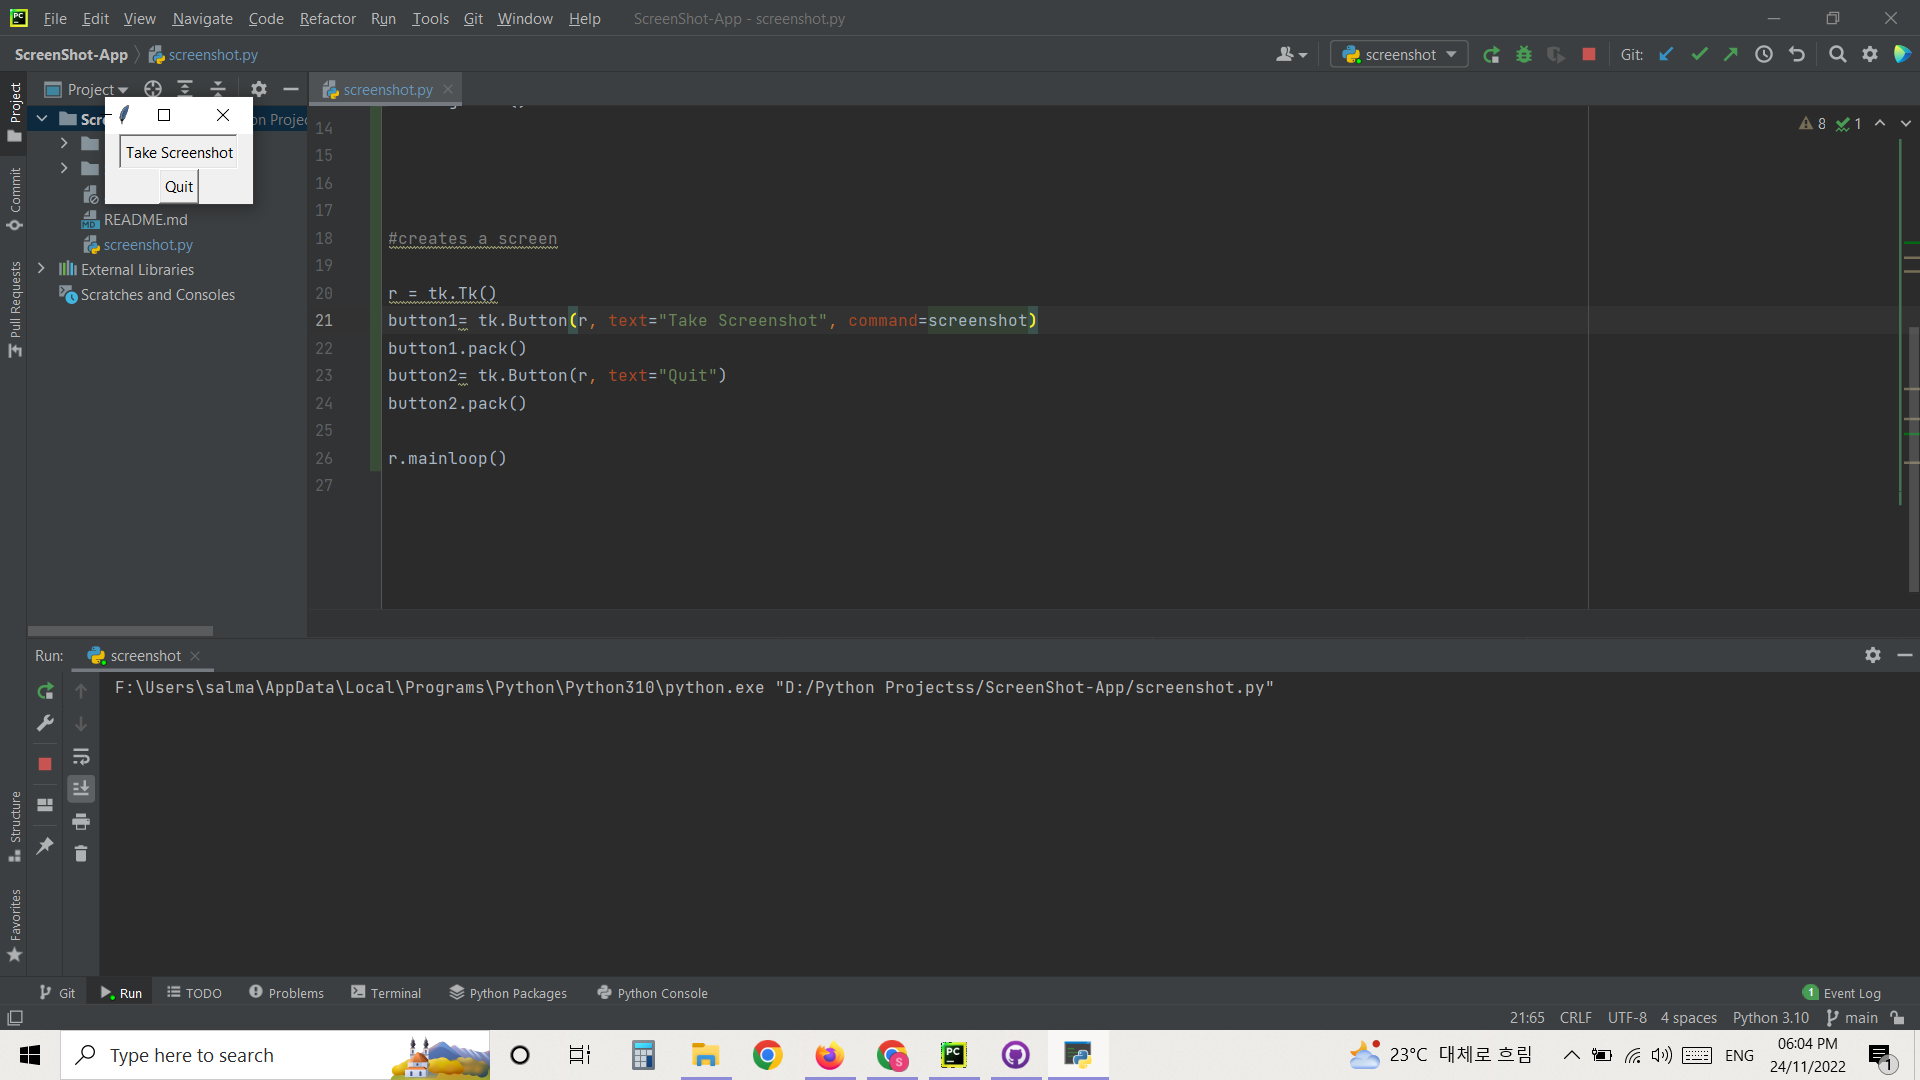 File Edit View Navigate Code Refactor Run Tools Git Window Help ScreenShot-App - screenshot.py
ScreenShot-App screenshot.py screenshot Git:
Project screenshot.py
on Projec
Take Screenshot
Quit
README.md
screenshot.py
External Libraries
Scratches and Consoles
Project
Commit
Pull Requests
Structure
Favorites
8 1
14
15
16
17
18 #creates a screen
19
20 r = tk.Tk()
21 button1= tk.Button(r, text="Take Screenshot", command=screenshot)
22 button1.pack()
23 button2= tk.Button(r, text="Quit")
24 button2.pack()
25
26 r.mainloop()
27
Run: screenshot
F:\Users\salma\AppData\Local\Programs\Python\Python310\python.exe "D:/Python Projectss/ScreenShot-App/screenshot.py"
Git Run TODO Problems Terminal Python Packages Python Console 1 Event Log
21:65 CRLF UTF-8 4 spaces Python 3.10 main
Type here to search
23°C 대체로 흐림 ENG
06:04 PM
24/11/2022
1